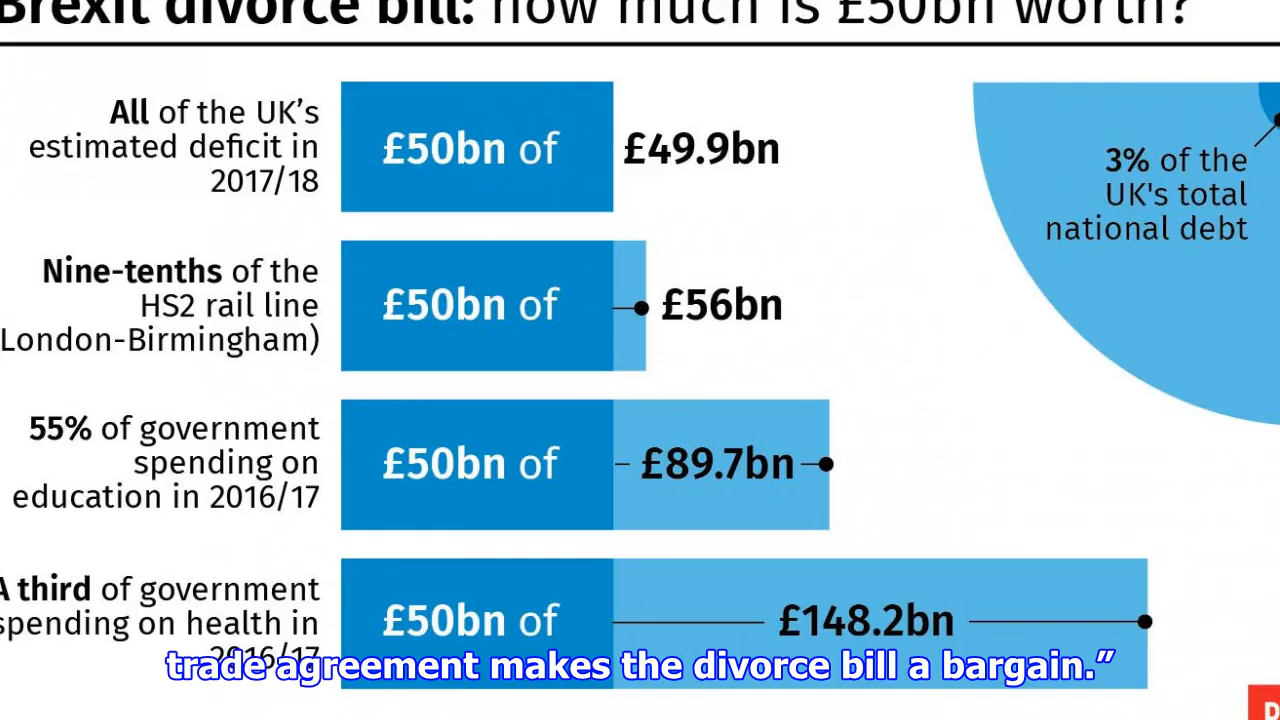 Brexit divorce bill: how much is £50bn worth?
All of the UK's
estimated deficit in
2017/18
£50bn of
£49.9bn
Nine-tenths of the
HS2 rail line
London-Birmingham)
£50bn of
£56bn
55% of government
spending on
education in 2016/17
£50bn of
£89.7bn
A third of government
spending on health in
2016/17
£50bn of
£148.2bn
3% of the
UK's total
national debt
trade agreement makes the divorce bill a bargain.”